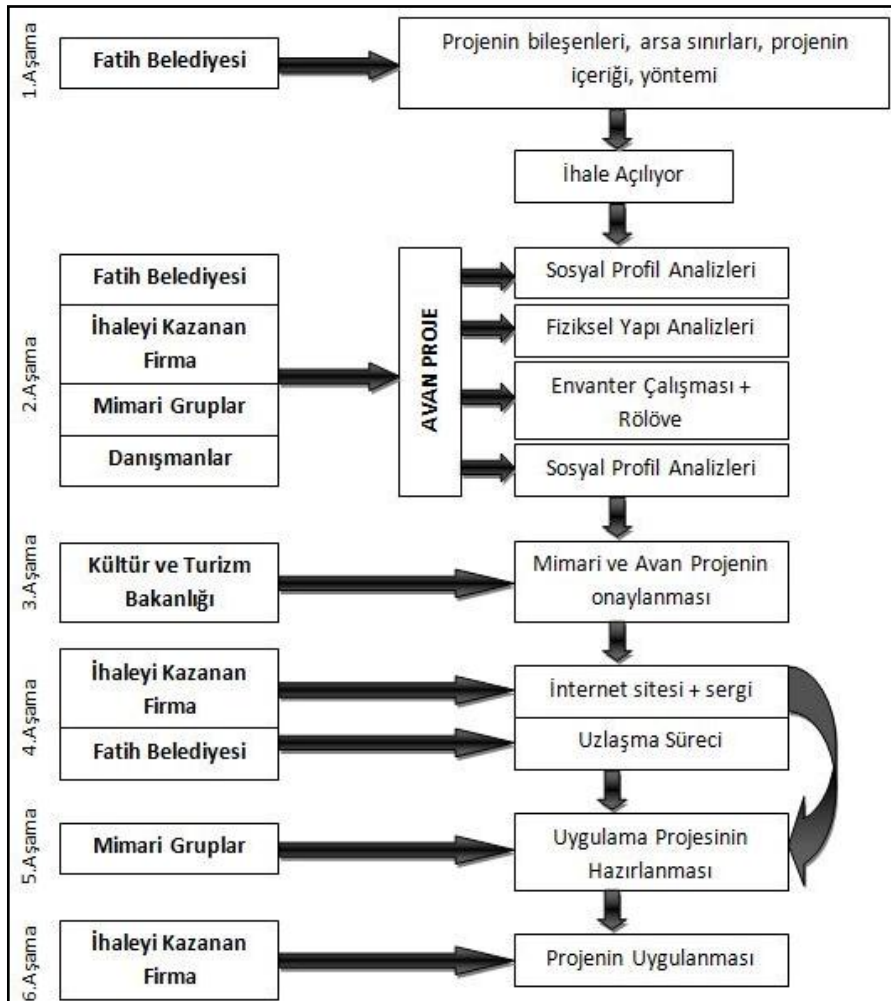 1.Aşama
Fatih Belediyesi
Projenin bileşenleri, arsa sınırları, projenin
içeriği, yöntemi
İhale Açılıyor
2.Aşama
Fatih Belediyesi
İhaleyi Kazanan
Firma
Mimari Gruplar
Danışmanlar
AVAN PROJE
Sosyal Profil Analizleri
Fiziksel Yapı Analizleri
Envanter Çalışması +
Rölöve
Sosyal Profil Analizleri
3.Aşama
Kültür ve Turizm
Bakanlığı
Mimari ve Avan Projenin
onaylanması
4.Aşama
İhaleyi Kazanan
Firma
Fatih Belediyesi
İnternet sitesi + sergi
Uzlaşma Süreci
5.Aşama
Mimari Gruplar
Uygulama Projesinin
Hazırlanması
6.Aşama
İhaleyi Kazanan
Firma
Projenin Uygulanması